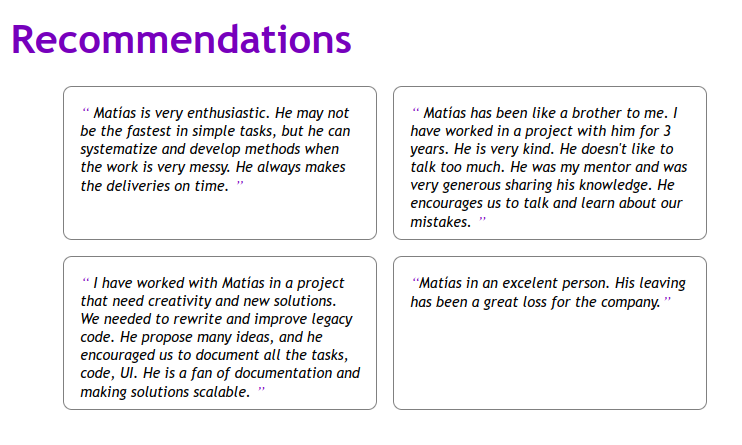 Recommendations
“ Matías is very enthusiastic. He may not
be the fastest in simple tasks, but he can
systematize and develop methods when
the work is very messy. He always makes
the deliveries on time. ”
“ Matías has been like a brother to me. I
have worked in a project with him for 3
years. He is very kind. He doesn't like to
talk too much. He was my mentor and was
very generous sharing his knowledge. He
encourages us to talk and learn about our
mistakes. ”
“ I have worked with Matías in a project
that need creativity and new solutions.
We needed to rewrite and improve legacy
code. He propose many ideas, and he
encouraged us to document all the tasks,
code, UI. He is a fan of documentation and
making solutions scalable. ”
“Matías in an excelent person. His leaving
has been a great loss for the company. ”